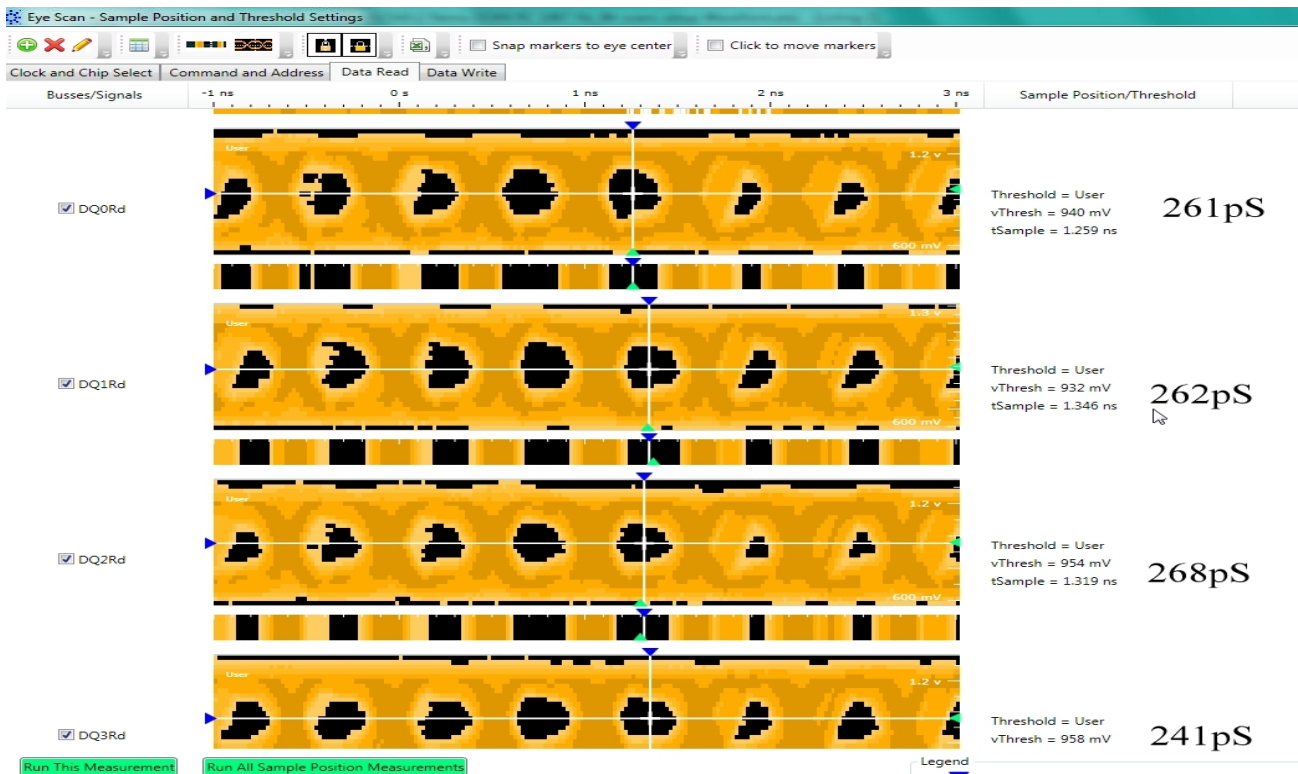 Eye Scan - Sample Position and Threshold Settings
Snap markers to eye center Click to move markers
Clock and Chip Select Command and Address Data Read Data Write
Busses/Signals -1 ns 0 s 1 ns 2 ns 3 ns Sample Position/Threshold
User 1.2 v
DQ0Rd
Threshold = User
vThresh = 940 mV
tSample = 1.259 ns
261pS
600 mV
User 1.3 v
DQ1Rd
Threshold = User
vThresh = 932 mV
tSample = 1.346 ns
262pS
600 mV
User 1.2 v
DQ2Rd
Threshold = User
vThresh = 954 mV
tSample = 1.319 ns
268pS
600 mV
User 1.2 v
DQ3Rd
Threshold = User
vThresh = 958 mV
241pS
Run This Measurement Run All Sample Position Measurements Legend